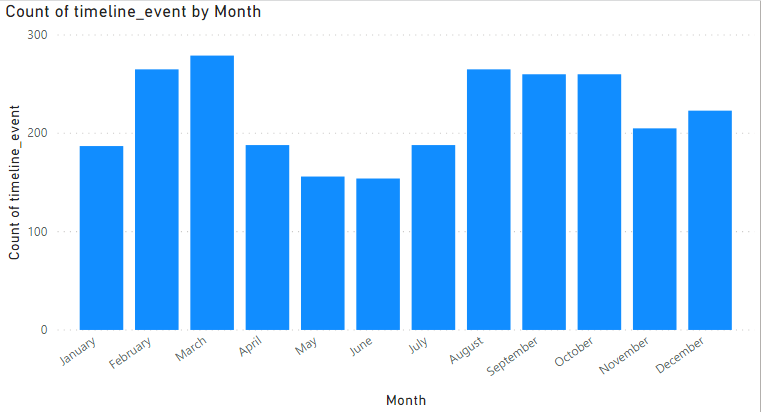 Count of timeline_event by Month
Count of timeline_event
300
200
100
0
January
February
March
April
May
June
July
August
September
October
November
December
Month